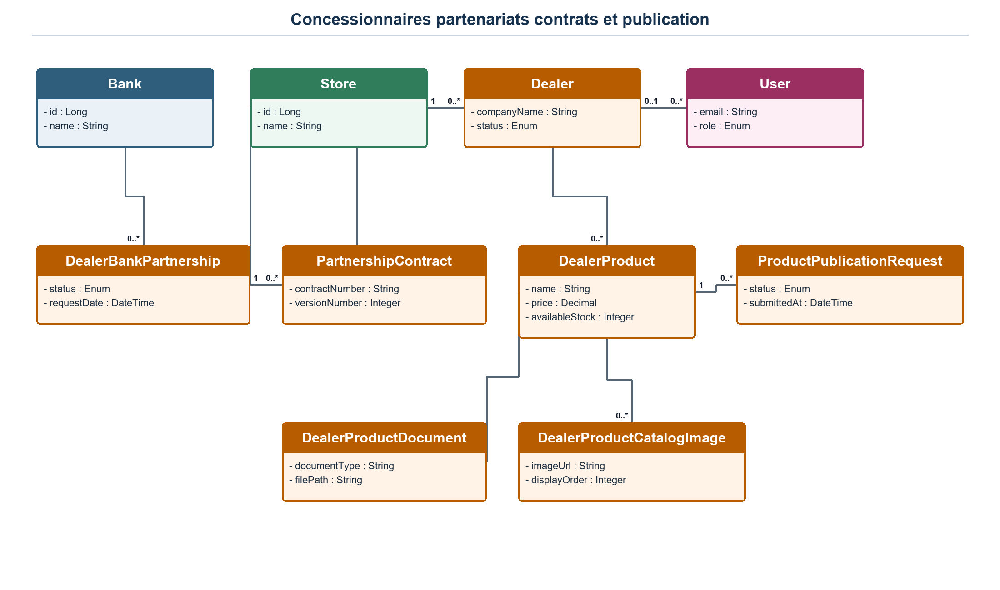 Concessionnaires partenariats contrats et publication
Bank
- id : Long
- name : String
Store
- id : Long
- name : String
1
0..*
Dealer
- companyName : String
- status : Enum
0..1
0..*
User
- email : String
- role : Enum
0..*
DealerBankPartnership
- status : Enum
- requestDate : DateTime
1
0..*
PartnershipContract
- contractNumber : String
- versionNumber : Integer
0..*
DealerProduct
- name : String
- price : Decimal
- availableStock : Integer
1
0..*
ProductPublicationRequest
- status : Enum
- submittedAt : DateTime
DealerProductDocument
- documentType : String
- filePath : String
0..*
DealerProductCatalogImage
- imageUrl : String
- displayOrder : Integer